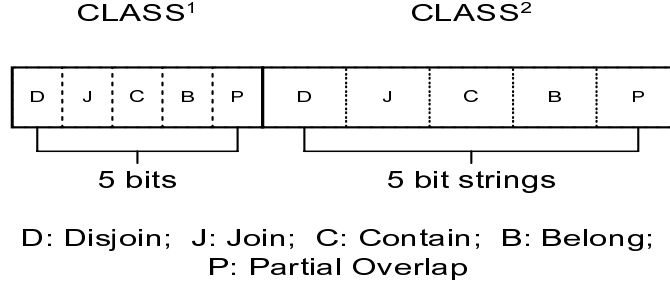 CLASS¹ CLASS²
D J C B P D J C B P
5 bits 5 bit strings
D: Disjoin; J: Join; C: Contain; B: Belong;
P: Partial Overlap